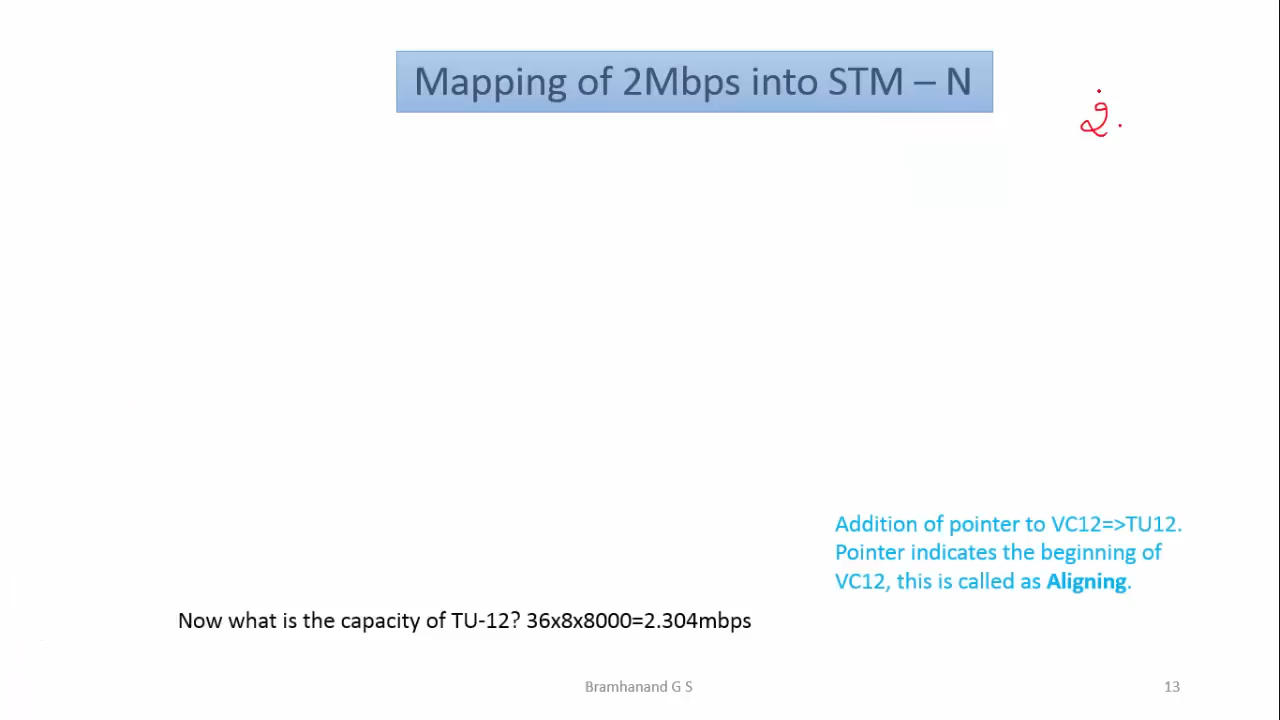 Mapping of 2Mbps into STM – N
2.
Addition of pointer to VC12=>TU12.
Pointer indicates the beginning of
VC12, this is called as Aligning.
Now what is the capacity of TU-12? 36x8x8000=2.304mbps
Bramhanand G S
13